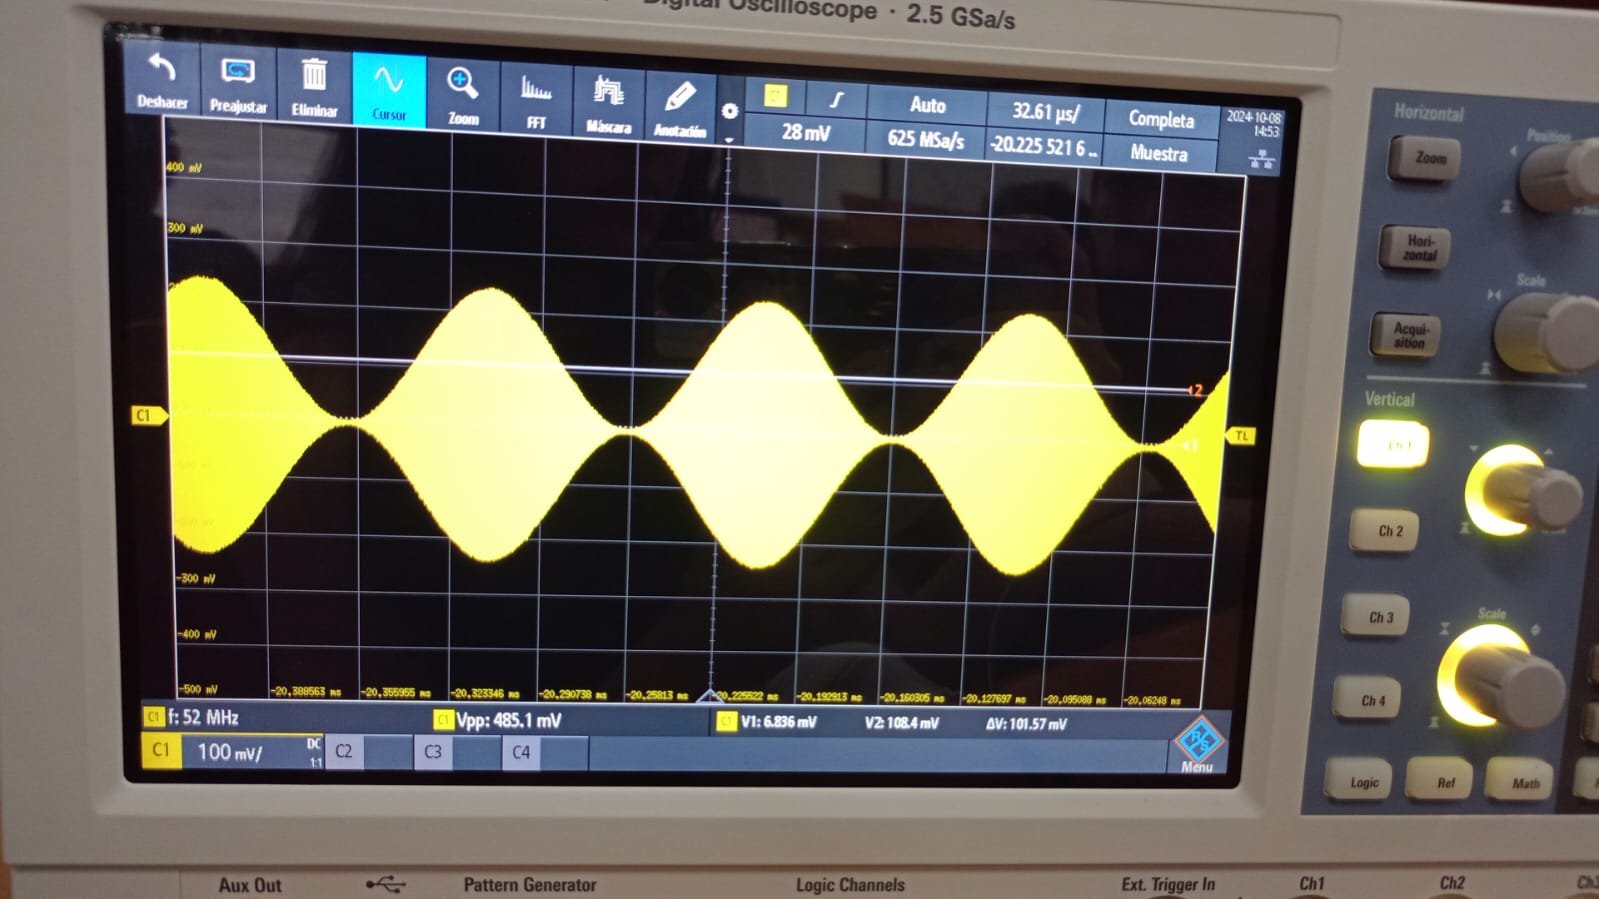 Digital Oscilloscope · 2.5 GSa/s
Deshacer
Preajustar
Eliminar
Cursor
Zoom
FFT
Máscara
Anotación
C1
Auto
32.61 µs/
Completa
28 mV
625 MSa/s
-20.225 521 6 ..
Muestra
2024-10-08
14:53
400 mV
300 mV
C1
2
1
TL
-300 mV
-400 mV
-500 mV
-20,388563 ms
-20,355955 ms
-20,323346 ms
-20,290738 ms
-20,25813 ms
-20,225522 ms
-20,192913 ms
-20,160305 ms
-20,127697 ms
-20,095088 ms
-20,06248 ms
C1 f: 52 MHz
C1 Vpp: 485.1 mV
C1 V1: 6.836 mV V2: 108.4 mV ΔV: 101.57 mV
C1 100 mV/ DC 1:1
C2
C3
C4
R&S
Menu
Horizontal
Position
Zoom
Hori-
zontal
Scale
Acqui-
sition
Vertical
Ch 1
Ch 2
Ch 3
Scale
Ch 4
Logic
Ref
Math
Aux Out
Pattern Generator
Logic Channels
Ext. Trigger In
Ch1
Ch2